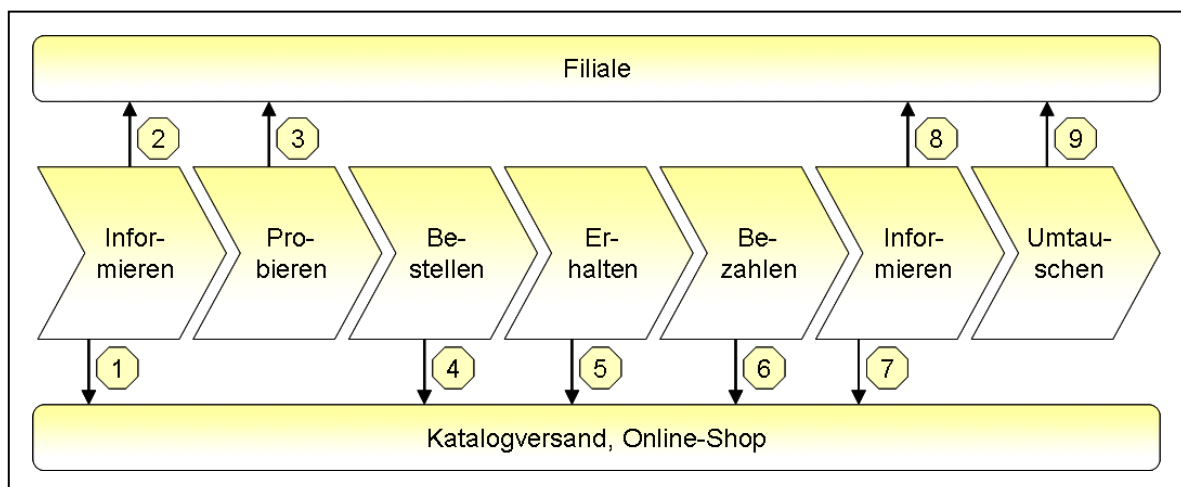 Filiale
2
3
8
9
Infor-
mieren
Pro-
bieren
Be-
stellen
Er-
halten
Be-
zahlen
Infor-
mieren
Umtau-
schen
1
4
5
6
7
Katalogversand, Online-Shop